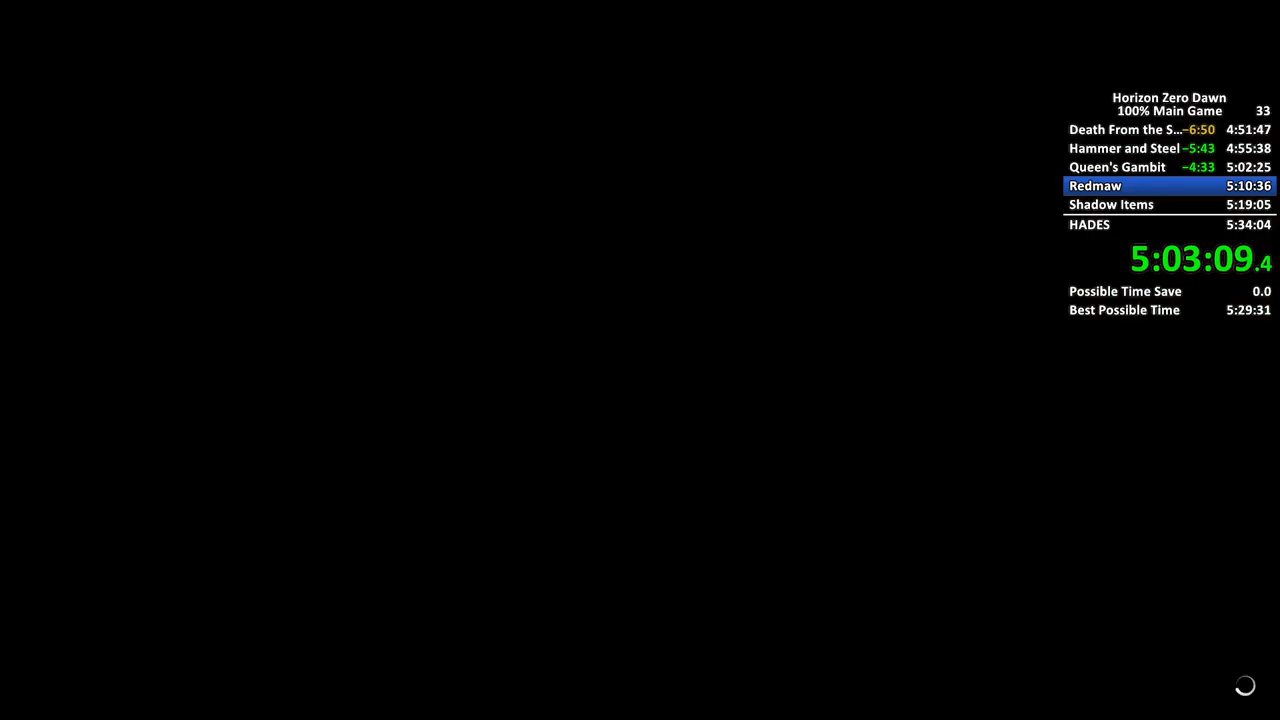 Horizon Zero Dawn
100% Main Game 33
Death From the S... −6:50 4:51:47
Hammer and Steel −5:43 4:55:38
Queen's Gambit −4:33 5:02:25
Redmaw 5:10:36
Shadow Items 5:19:05
HADES 5:34:04
5:03:09.4
Possible Time Save 0.0
Best Possible Time 5:29:31